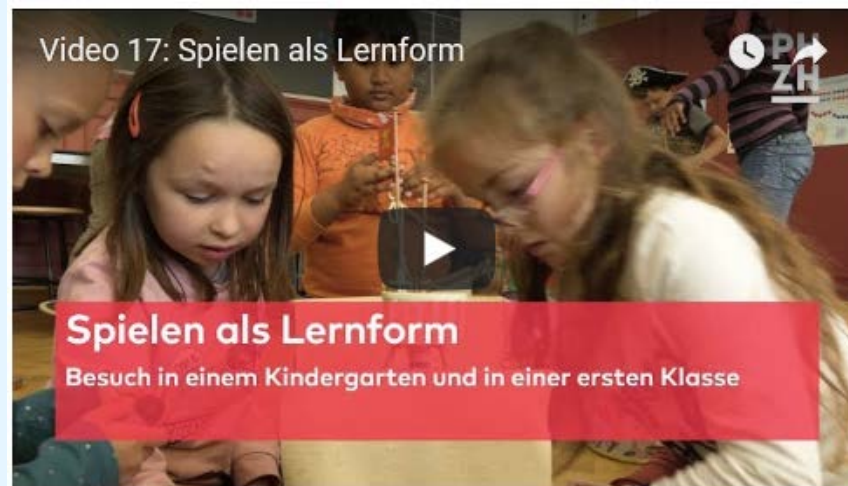 Video 17: Spielen als Lernform
PH
ZH
Spielen als Lernform
Besuch in einem Kindergarten und in einer ersten Klasse